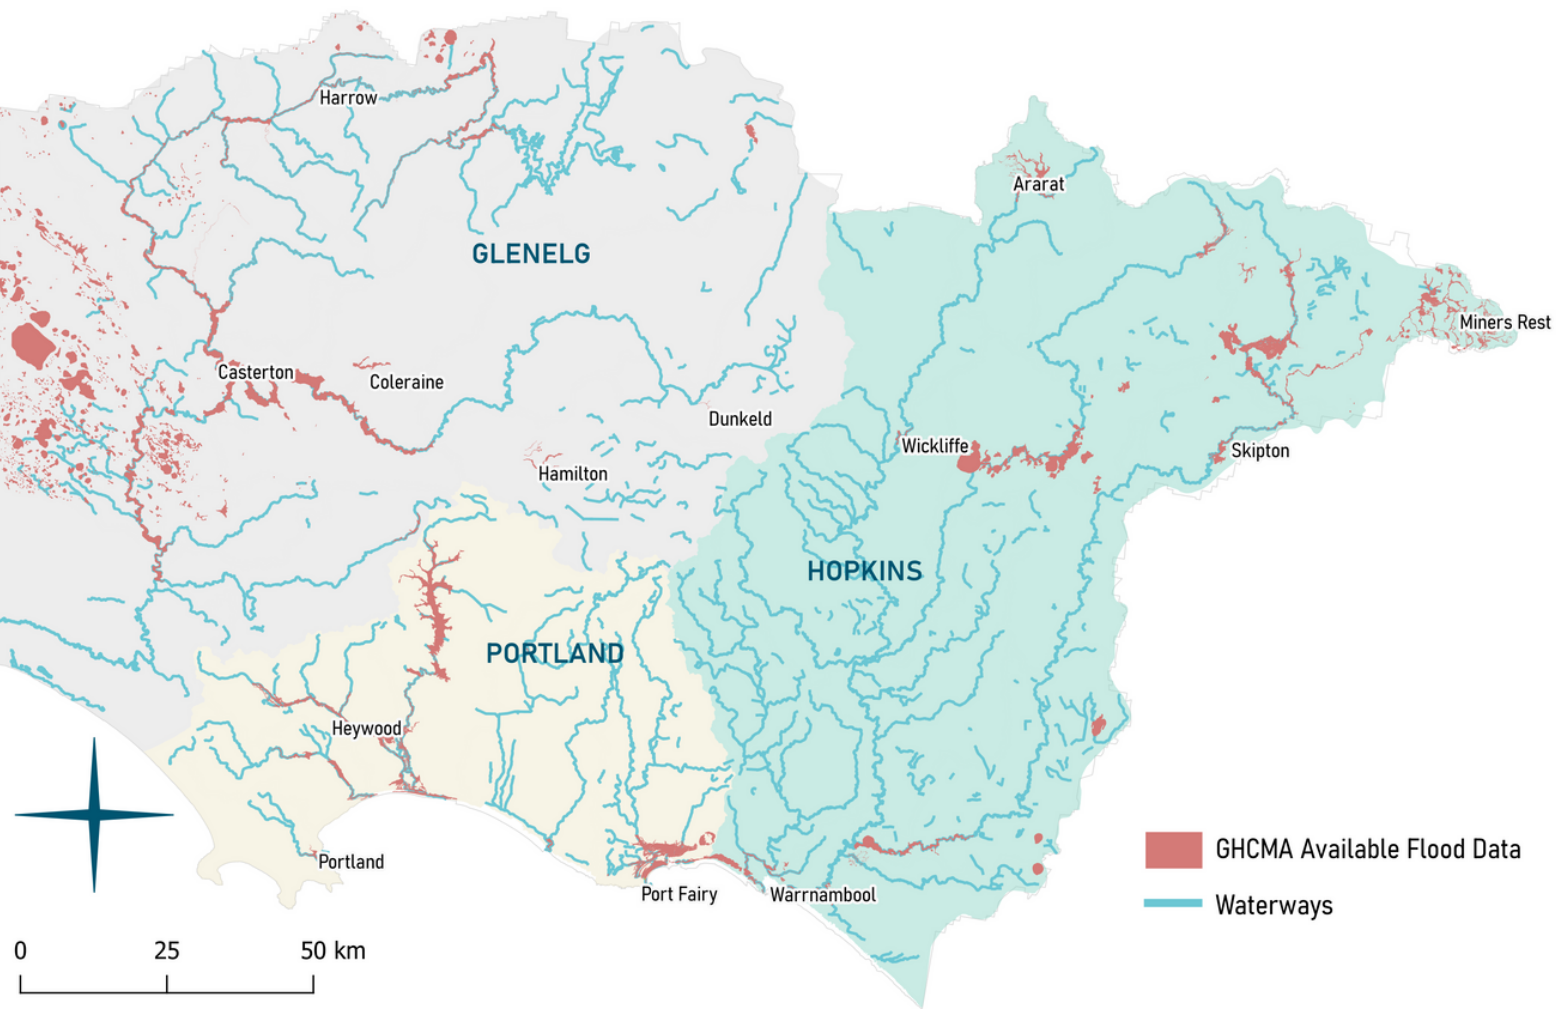 Harrow
Ararat
GLENELG
Miners Rest
Casterton
Coleraine
Dunkeld
Wickliffe
Skipton
Hamilton
HOPKINS
PORTLAND
Heywood
GHCMA Available Flood Data
Portland
Port Fairy
Warrnambool
Waterways
0 25 50 km